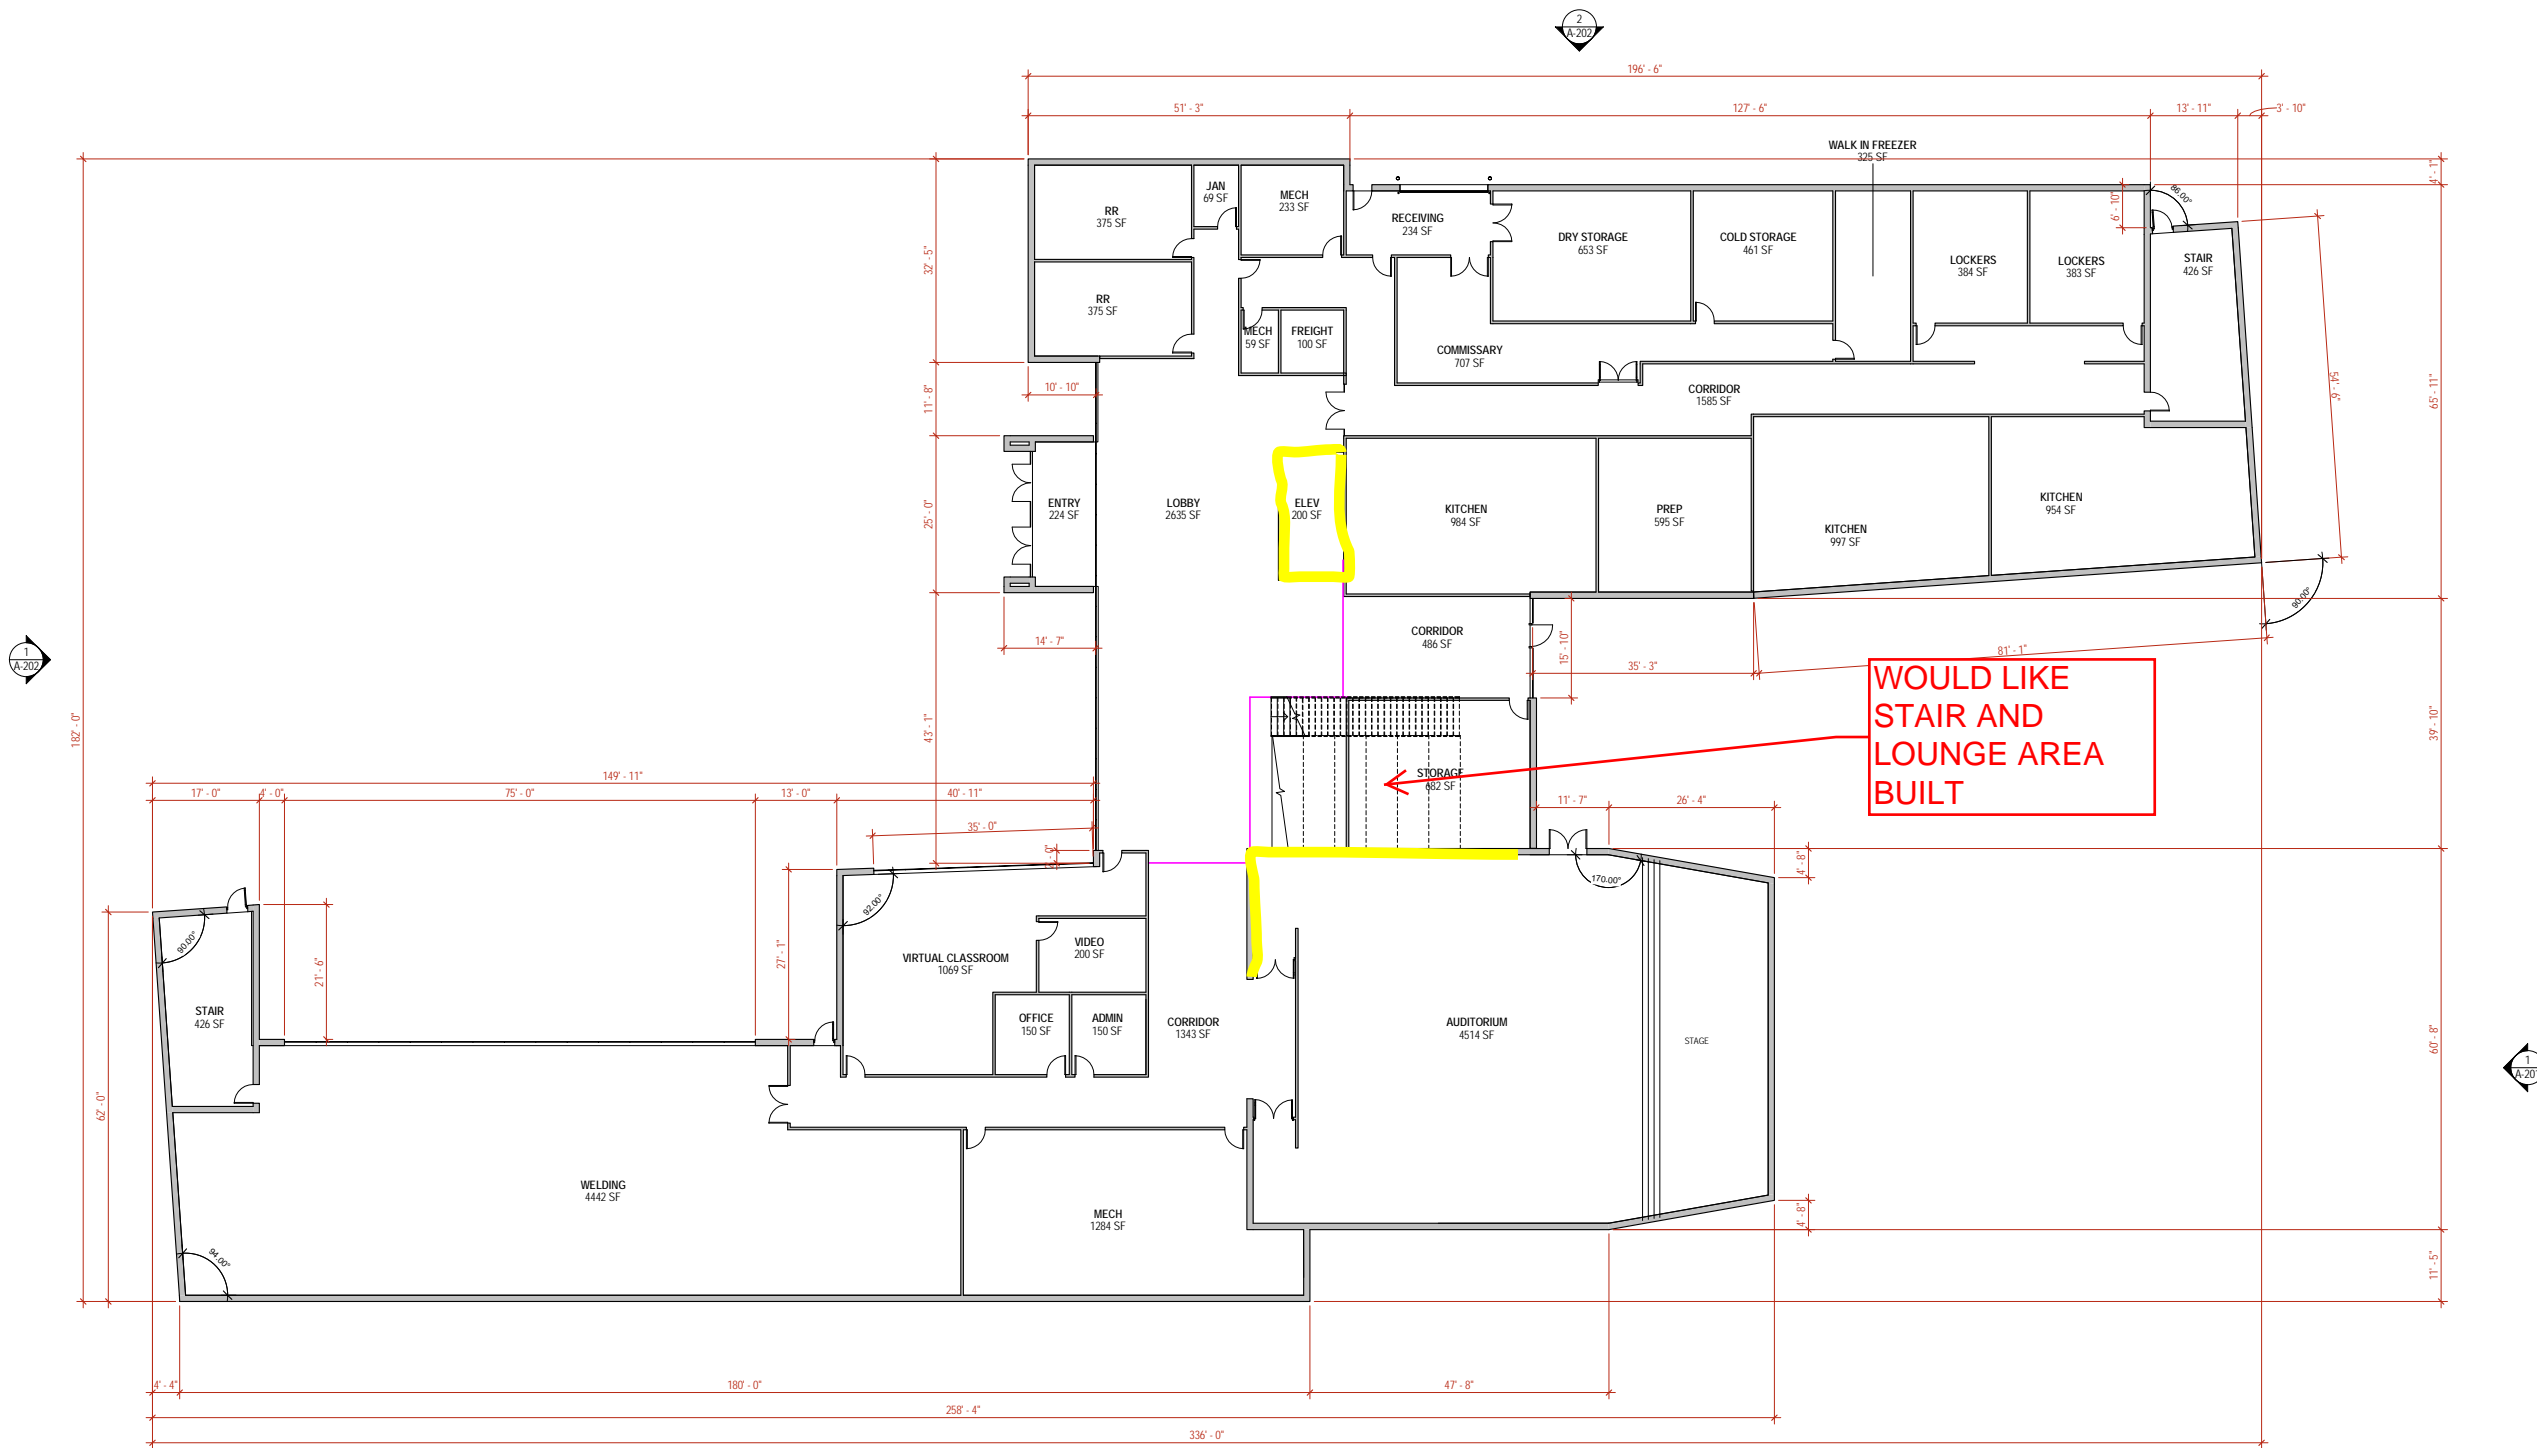 2
A-202
196' - 6"
51' - 3"
127' - 6"
13' - 11"
3' - 10"
WALK IN FREEZER
325 SF
4' - 1"
86.00°
6' - 10"
RR
375 SF
JAN
69 SF
MECH
233 SF
RECEIVING
234 SF
DRY STORAGE
653 SF
COLD STORAGE
461 SF
LOCKERS
384 SF
LOCKERS
383 SF
STAIR
426 SF
32' - 5"
RR
375 SF
MECH
59 SF
FREIGHT
100 SF
COMMISSARY
707 SF
CORRIDOR
1585 SF
10' - 10"
11' - 8"
54' - 6"
65' - 11"
ENTRY
224 SF
LOBBY
2635 SF
ELEV
200 SF
KITCHEN
984 SF
PREP
595 SF
KITCHEN
997 SF
KITCHEN
954 SF
25' - 0"
90.00°
14' - 7"
CORRIDOR
486 SF
15' - 10"
35' - 3"
81' - 1"
1
A-202
WOULD LIKE
STAIR AND
LOUNGE AREA
BUILT
182' - 0"
43' - 1"
39' - 10"
STORAGE
682 SF
149' - 11"
17' - 0"
4' - 0"
75' - 0"
13' - 0"
40' - 11"
11' - 7"
26' - 4"
35' - 0"
4' - 8"
170.00°
92.00°
90.00°
21' - 6"
27' - 1"
VIRTUAL CLASSROOM
1069 SF
VIDEO
200 SF
STAIR
426 SF
OFFICE
150 SF
ADMIN
150 SF
CORRIDOR
1343 SF
AUDITORIUM
4514 SF
STAGE
60' - 8"
1
62' - 0"
WELDING
4442 SF
MECH
1284 SF
4' - 8"
94.00°
11' - 5"
4' - 4"
180' - 0"
47' - 8"
258' - 4"
336' - 0"